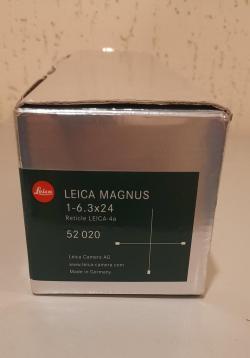 Leica
LEICA MAGNUS
1-6.3x24
Reticle LEICA-4a
52 020
Leica Camera AG
www.leica-camera.com
Made in Germany